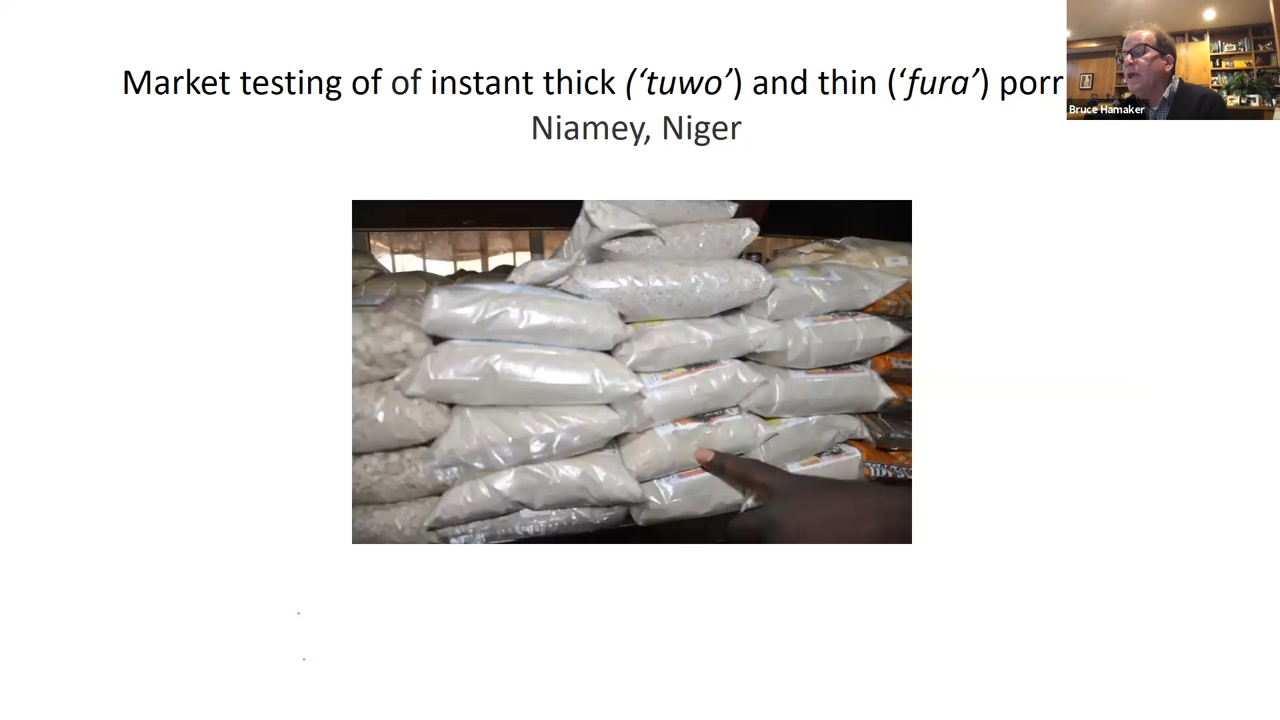 Market testing of of instant thick (‘tuwo’) and thin (‘fura’) porr
Niamey, Niger
Bruce Hamaker